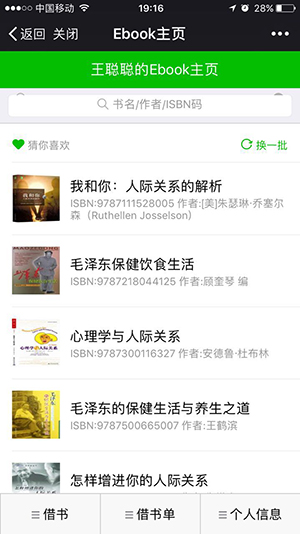 中国移动 19:16 28%
返回 关闭 Ebook主页
王聪聪的Ebook主页
书名/作者/ISBN码
猜你喜欢 换一批
我和你：人际关系的解析
ISBN:9787111528005 作者:[美]朱瑟琳·乔塞尔
森（Ruthellen Josselson）
毛泽东保健饮食生活
ISBN:9787218044125 作者:顾奎琴 编
心理学与人际关系
ISBN:9787300116327 作者:安德鲁·杜布林
毛泽东的保健生活与养生之道
ISBN:9787500665007 作者:王鹤滨
怎样增进你的人际关系
借书 借书单 个人信息